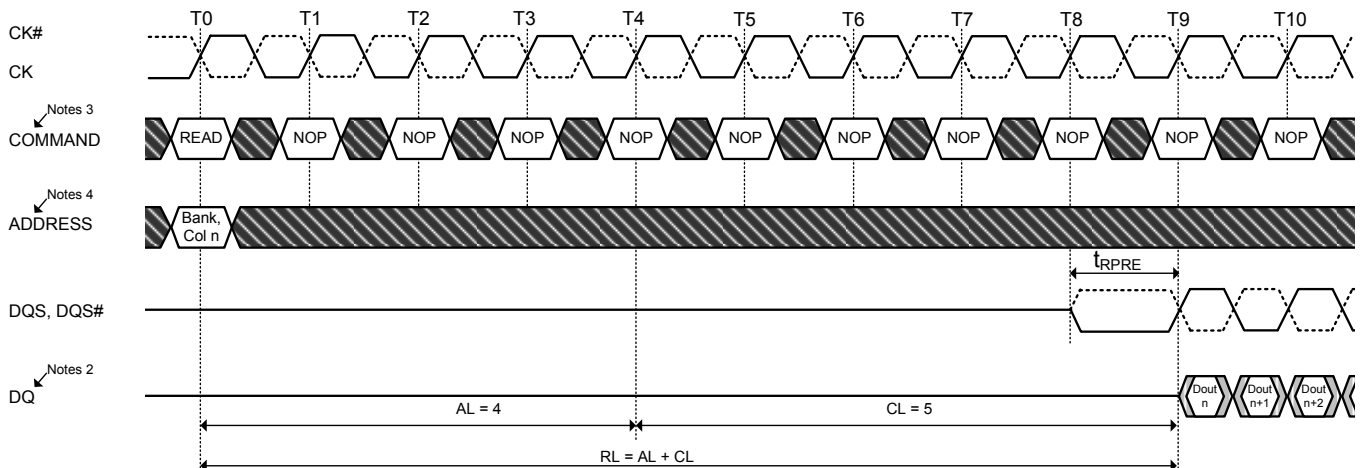 T0 T1 T2 T3 T4 T5 T6 T7 T8 T9 T10
CK#
CK
Notes 3
COMMAND
READ NOP NOP NOP NOP NOP NOP NOP NOP NOP NOP
Notes 4
ADDRESS
Bank,
Col n
tRPRE
DQS, DQS#
Notes 2
DQ
Dout Dout Dout
n n+1 n+2
AL = 4 CL = 5
RL = AL + CL